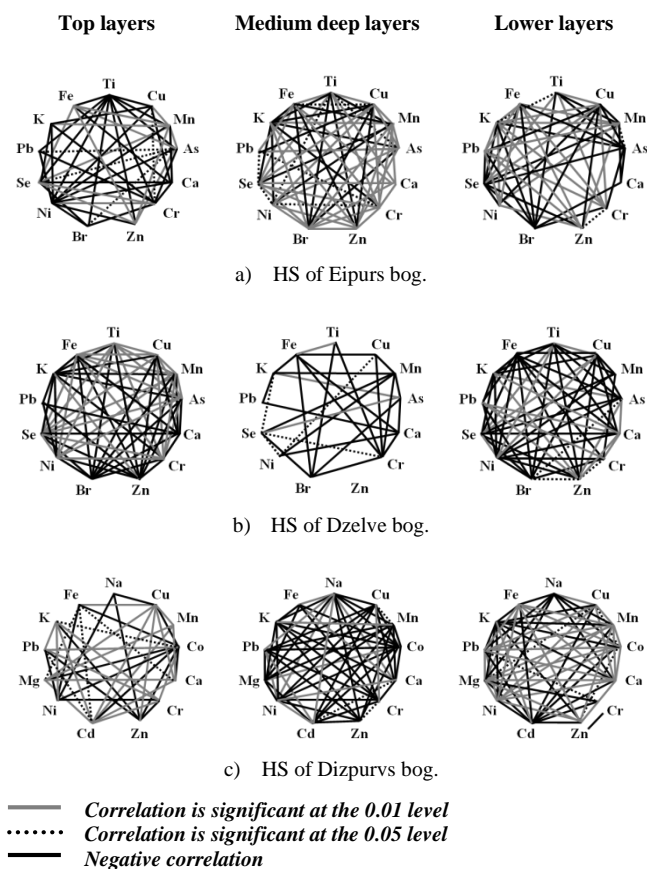 Top layers Medium deep layers Lower layers
Ti Ti Ti
Fe Cu Fe Cu Fe Cu
K Mn K Mn K Mn
Pb As Pb As Pb As
Se Ca Se Ca Se Ca
Ni Cr Ni Cr Ni Cr
Br Zn Br Zn Br Zn
a) HS of Eipurs bog.
Ti Ti Ti
Fe Cu Fe Cu Fe Cu
K Mn K Mn K Mn
Pb As Pb As Pb As
Se Ca Se Ca Se Ca
Ni Cr Ni Cr Ni Cr
Br Zn Br Zn Br Zn
b) HS of Dzelve bog.
Na Na Na
Fe Cu Fe Cu Fe Cu
K Mn K Mn K Mn
Pb Co Pb Co Pb Co
Mg Ca Mg Ca Mg Ca
Ni Cr Ni Cr Ni Cr
Cd Zn Cd Zn Cd Zn
c) HS of Dizpurvs bog.
Correlation is significant at the 0.01 level
Correlation is significant at the 0.05 level
Negative correlation